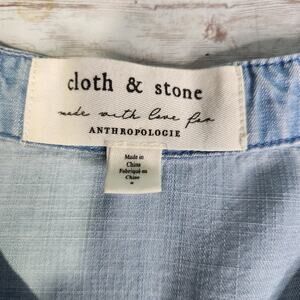 cloth & stone
made with love for
ANTHROPOLOGIE
Made in
China
Fabriqué en
Chine